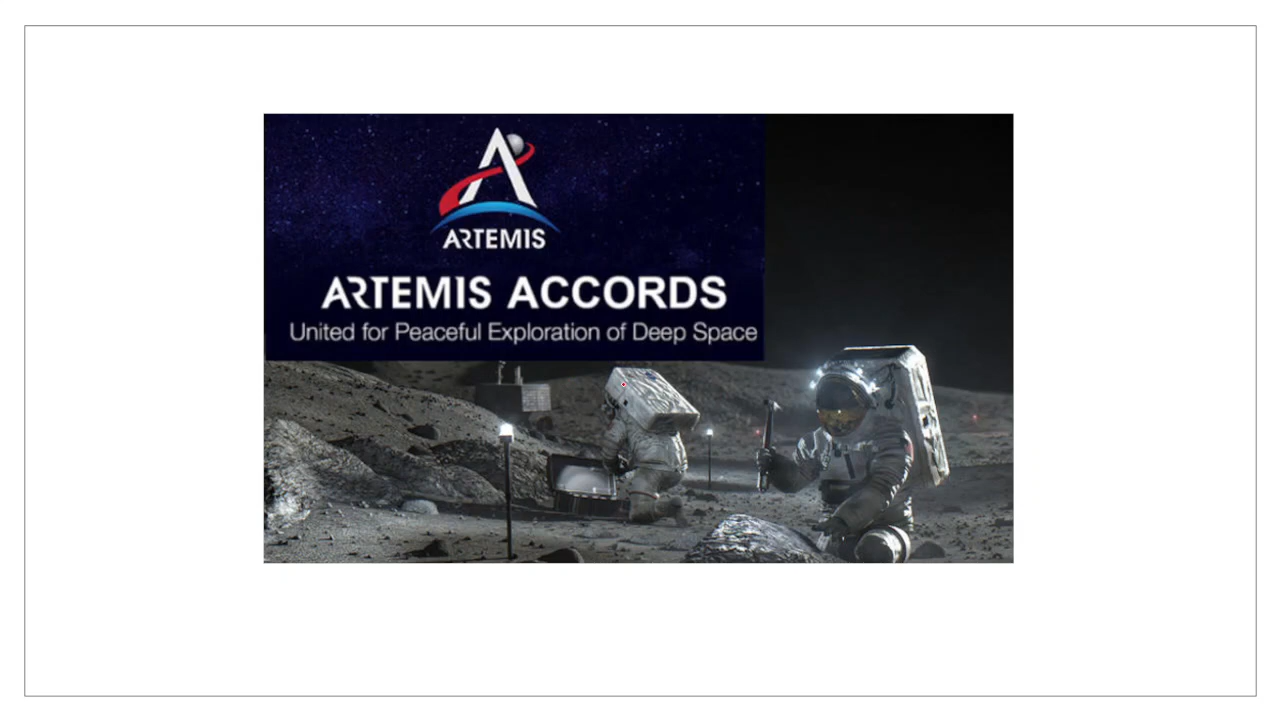 ARTEMIS
ARTEMIS ACCORDS
United for Peaceful Exploration of Deep Space